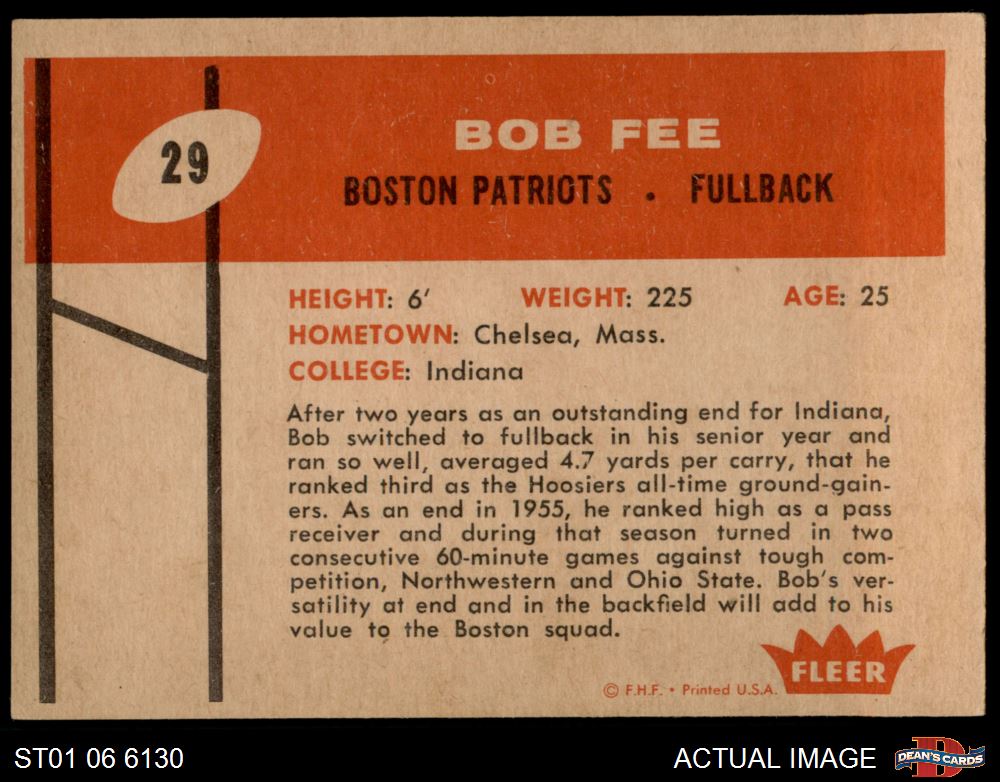 29
BOB FEE
BOSTON PATRIOTS • FULLBACK
HEIGHT: 6' WEIGHT: 225 AGE: 25
HOMETOWN: Chelsea, Mass.
COLLEGE: Indiana
After two years as an outstanding end for Indiana,
Bob switched to fullback in his senior year and
ran so well, averaged 4.7 yards per carry, that he
ranked third as the Hoosiers all-time ground-gain-
ers. As an end in 1955, he ranked high as a pass
receiver and during that season turned in two
consecutive 60-minute games against tough com-
petition, Northwestern and Ohio State. Bob's ver-
satility at end and in the backfield will add to his
value to the Boston squad.
FLEER
© F.H.F. • Printed U.S.A.
ST01 06 6130 ACTUAL IMAGE D DEAN'S CARDS